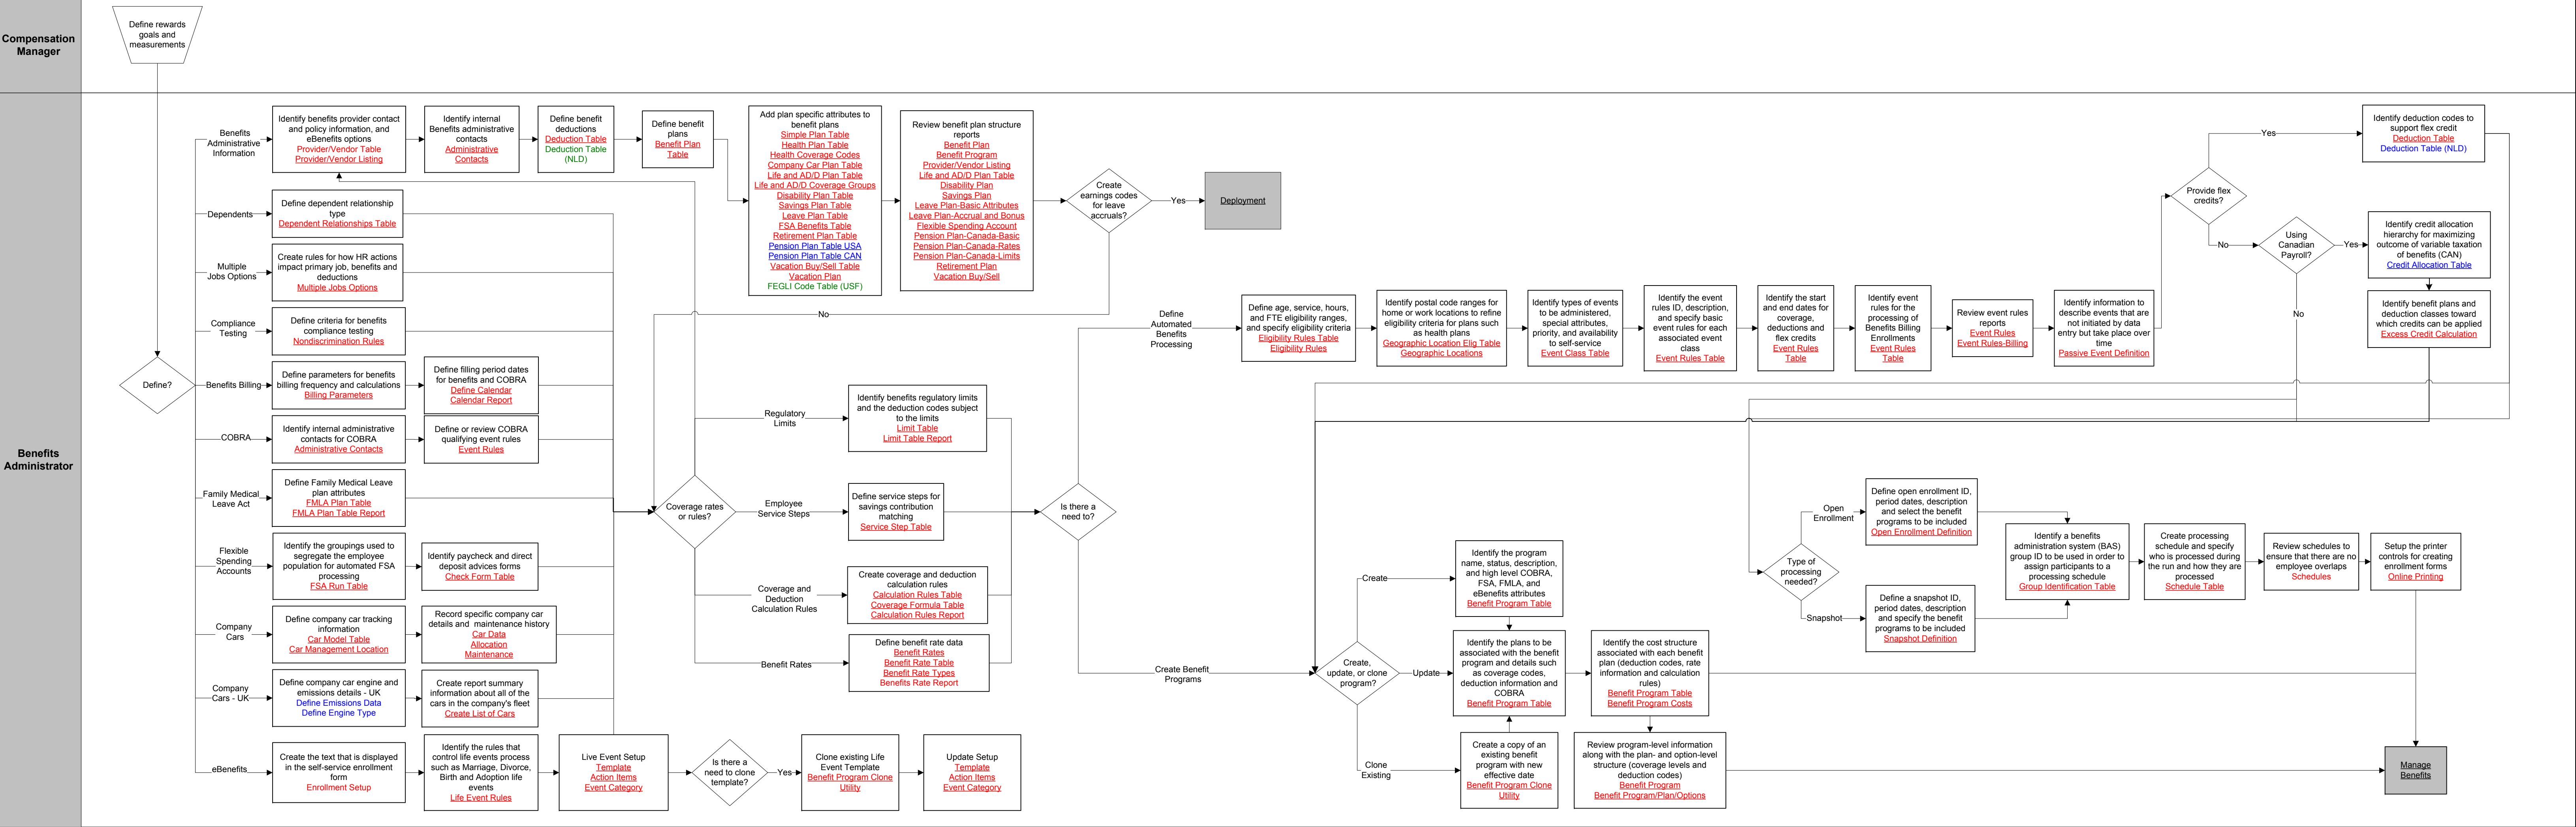 Compensation
Manager
Define rewards
goals and
measurements
Benefits
Administrator
Define?
Benefits
Administrative
Information
Identify benefits provider contact
and policy information, and
eBenefits options
Provider/Vendor Table
Provider/Vendor Listing
Identify internal
Benefits administrative
contacts
Administrative
Contacts
Define benefit
deductions
Deduction Table
Deduction Table
(NLD)
Define benefit
plans
Benefit Plan
Table
Add plan specific attributes to
benefit plans
Simple Plan Table
Health Plan Table
Health Coverage Codes
Company Car Plan Table
Life and AD/D Plan Table
Life and AD/D Coverage Groups
Disability Plan Table
Savings Plan Table
Leave Plan Table
FSA Benefits Table
Retirement Plan Table
Pension Plan Table USA
Pension Plan Table CAN
Vacation Buy/Sell Table
Vacation Plan
FEGLI Code Table (USF)
Review benefit plan structure
reports
Benefit Plan
Benefit Program
Provider/Vendor Listing
Life and AD/D Plan Table
Disability Plan
Savings Plan
Leave Plan-Basic Attributes
Leave Plan-Accrual and Bonus
Flexible Spending Account
Pension Plan-Canada-Basic
Pension Plan-Canada-Rates
Pension Plan-Canada-Limits
Retirement Plan
Vacation Buy/Sell
Create
earnings codes
for leave
accruals?
Yes
Deployment
No
Dependents
Define dependent relationship
type
Dependent Relationships Table
Multiple
Jobs Options
Create rules for how HR actions
impact primary job, benefits and
deductions
Multiple Jobs Options
Compliance
Testing
Define criteria for benefits
compliance testing
Nondiscrimination Rules
Benefits Billing
Define parameters for benefits
billing frequency and calculations
Billing Parameters
Define filling period dates
for benefits and COBRA
Define Calendar
Calendar Report
COBRA
Identify internal administrative
contacts for COBRA
Administrative Contacts
Define or review COBRA
qualifying event rules
Event Rules
Family Medical
Leave Act
Define Family Medical Leave
plan attributes
FMLA Plan Table
FMLA Plan Table Report
Flexible
Spending
Accounts
Identify the groupings used to
segregate the employee
population for automated FSA
processing
FSA Run Table
Identify paycheck and direct
deposit advices forms
Check Form Table
Company
Cars
Define company car tracking
information
Car Model Table
Car Management Location
Record specific company car
details and  maintenance history
Car Data
Allocation
Maintenance
Company
Cars - UK
Define company car engine and
emissions details - UK
Define Emissions Data
Define Engine Type
Create report summary
information about all of the
cars in the company's fleet
Create List of Cars
eBenefits
Create the text that is displayed
in the self-service enrollment
form
Enrollment Setup
Identify the rules that
control life events process
such as Marriage, Divorce,
Birth and Adoption life
events
Life Event Rules
Live Event Setup
Template
Action Items
Event Category
Is there a
need to clone
template?
Yes
Clone existing Life
Event Template
Benefit Program Clone
Utility
Update Setup
Template
Action Items
Event Category
Coverage rates
or rules?
Regulatory
Limits
Identify benefits regulatory limits
and the deduction codes subject
to the limits
Limit Table
Limit Table Report
Employee
Service Steps
Define service steps for
savings contribution
matching
Service Step Table
Coverage and
Deduction
Calculation Rules
Create coverage and deduction
calculation rules
Calculation Rules Table
Coverage Formula Table
Calculation Rules Report
Benefit Rates
Define benefit rate data
Benefit Rates
Benefit Rate Table
Benefit Rate Types
Benefits Rate Report
Is there a
need to?
Define
Automated
Benefits
Processing
Define age, service, hours,
and FTE eligibility ranges,
and specify eligibility criteria
Eligibility Rules Table
Eligibility Rules
Identify postal code ranges for
home or work locations to refine
eligibility criteria for plans such
as health plans
Geographic Location Elig Table
Geographic Locations
Identify types of events
to be administered,
special attributes,
priority, and availability
to self-service
Event Class Table
Identify the event
rules ID, description,
and specify basic
event rules for each
associated event
class
Event Rules Table
Identify the start
and end dates for
coverage,
deductions and
flex credits
Event Rules
Table
Identify event
rules for the
processing of
Benefits Billing
Enrollments
Event Rules
Table
Review event rules
reports
Event Rules
Event Rules-Billing
Identify information to
describe events that are
not initiated by data
entry but take place over
time
Passive Event Definition
Provide flex
credits?
Yes
Identify deduction codes to
support flex credit
Deduction Table
Deduction Table (NLD)
No
Using
Canadian
Payroll?
Yes
Identify credit allocation
hierarchy for maximizing
outcome of variable taxation
of benefits (CAN)
Credit Allocation Table
No
Identify benefit plans and
deduction classes toward
which credits can be applied
Excess Credit Calculation
Type of
processing
needed?
Open
Enrollment
Define open enrollment ID,
period dates, description
and select the benefit
programs to be included
Open Enrollment Definition
Snapshot
Define a snapshot ID,
period dates, description
and specify the benefit
programs to be included
Snapshot Definition
Identify a benefits
administration system (BAS)
group ID to be used in order to
assign participants to a
processing schedule
Group Identification Table
Create processing
schedule and specify
who is processed during
the run and how they are
processed
Schedule Table
Review schedules to
ensure that there are no
employee overlaps
Schedules
Setup the printer
controls for creating
enrollment forms
Online Printing
Create Benefit
Programs
Create,
update, or clone
program?
Create
Identify the program
name, status, description,
and high level COBRA,
FSA, FMLA, and
eBenefits attributes
Benefit Program Table
Update
Identify the plans to be
associated with the benefit
program and details such
as coverage codes,
deduction information and
COBRA
Benefit Program Table
Identify the cost structure
associated with each benefit
plan (deduction codes, rate
information and calculation
rules)
Benefit Program Table
Benefit Program Costs
Clone
Existing
Create a copy of an
existing benefit
program with new
effective date
Benefit Program Clone
Utility
Review program-level information
along with the plan- and option-level
structure (coverage levels and
deduction codes)
Benefit Program
Benefit Program/Plan/Options
Manage
Benefits